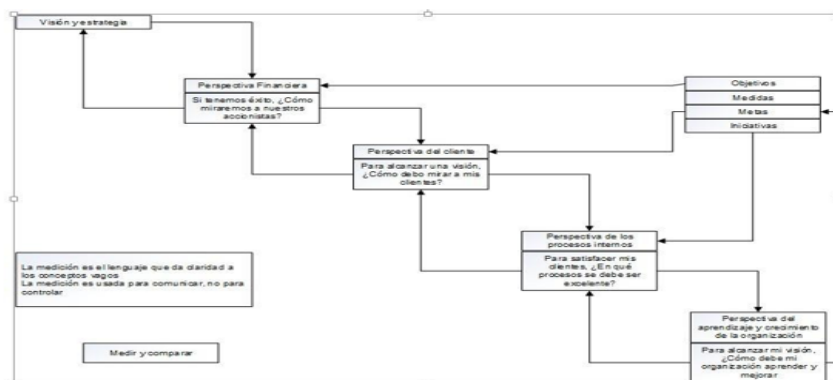 Visión y estrategia
Perspectiva Financiera
Si tenemos éxito, ¿Cómo
miraremos a nuestros
accionistas?
Objetivos
Medidas
Metas
Iniciativas
Perspectiva del cliente
Para alcanzar una visión,
¿Cómo debo mirar a mis
clientes?
Perspectiva de los
procesos internos
Para satisfacer mis
clientes, ¿En qué
procesos se debe ser
excelente?
La medición es el lenguaje que da claridad a
los conceptos vagos
La medición es usada para comunicar, no para
controlar
Perspectiva del
aprendizaje y crecimiento
de la organización
Para alcanzar mi visión,
¿Cómo debe mi
organización aprender y
mejorar
Medir y comparar